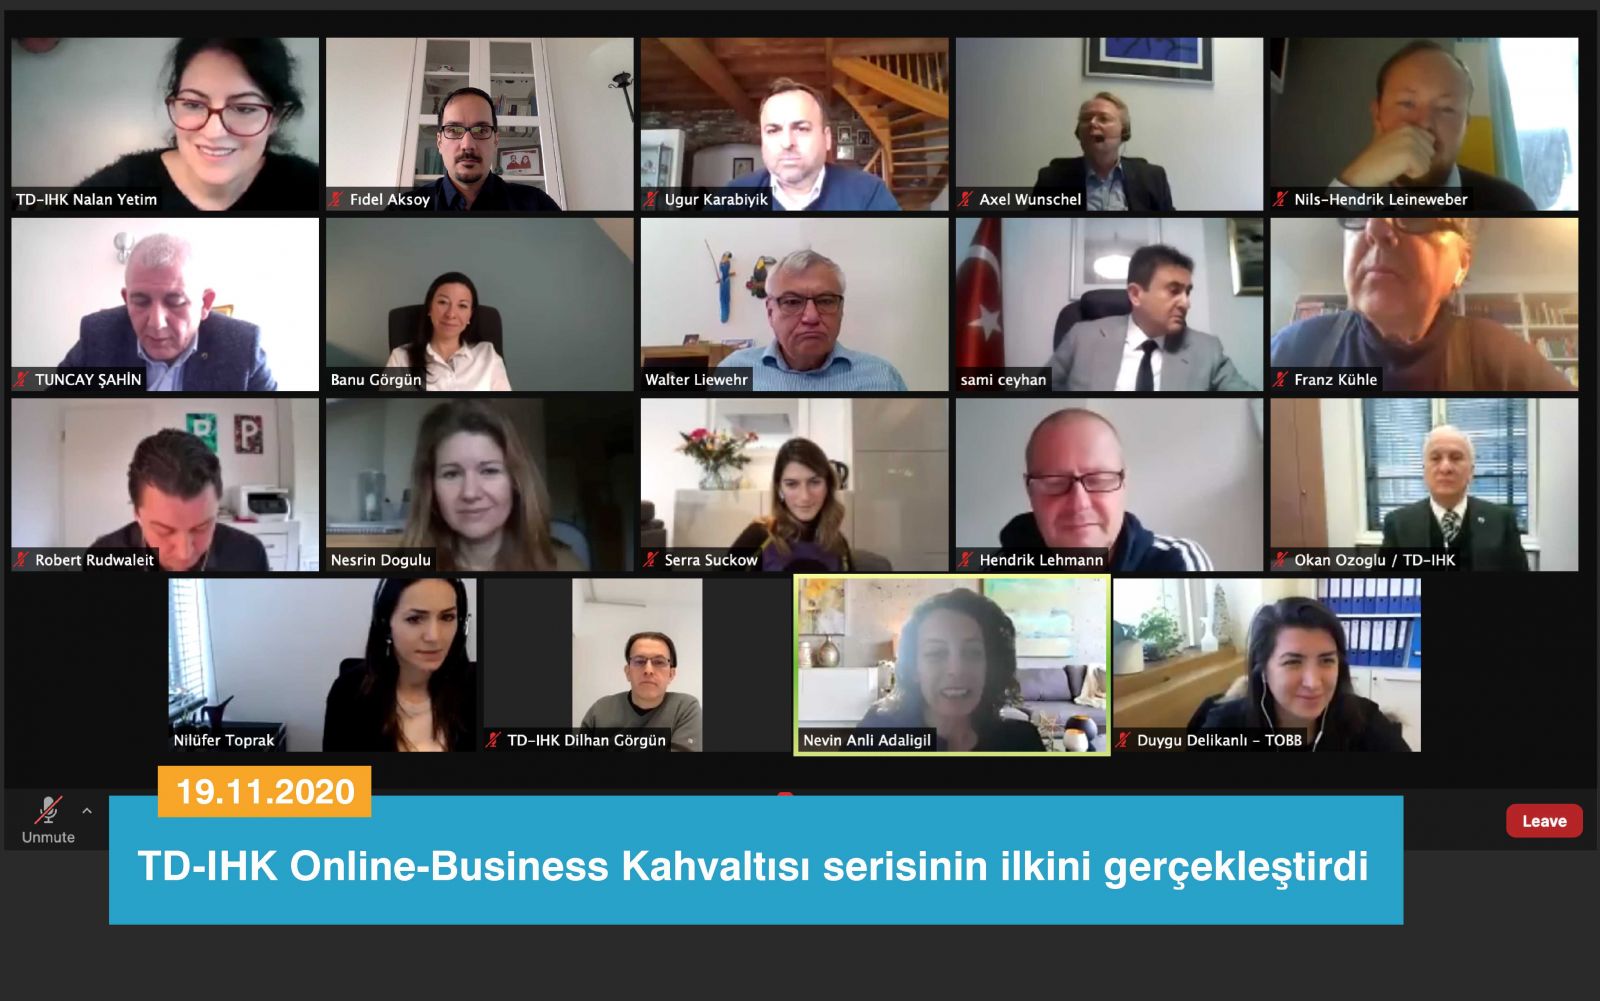 TD-IHK Nalan Yetim
Fıdel Aksoy
Ugur Karabiyik
Axel Wunschel
Nils-Hendrik Leineweber
TUNCAY ŞAHİN
Banu Görgün
Walter Liewehr
sami ceyhan
Franz Kühle
B P
Robert Rudwaleit
Nesrin Dogulu
Serra Suckow
Hendrik Lehmann
Okan Ozoglu / TD-IHK
Nilüfer Toprak
TD-IHK Dilhan Görgün
Nevin Anli Adaligil
Duygu Delikanlı - TOBB
19.11.2020
Unmute
Leave
TD-IHK Online-Business Kahvaltısı serisinin ilkini gerçekleştirdi